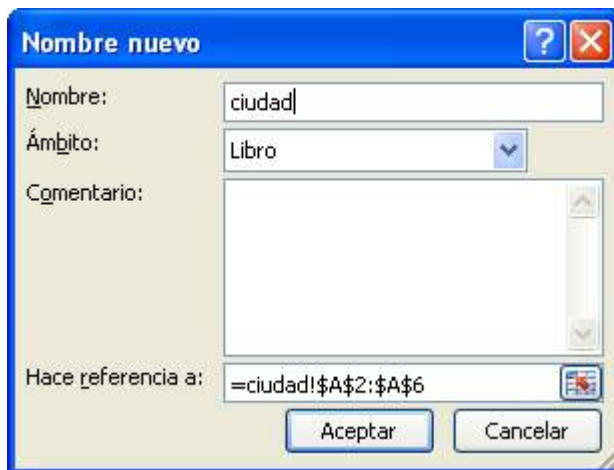 Nombre nuevo ?
Nombre: ciudad
Ámbito: Libro
Comentario:
Hace referencia a: =ciudad!$A$2:$A$6
Aceptar Cancelar